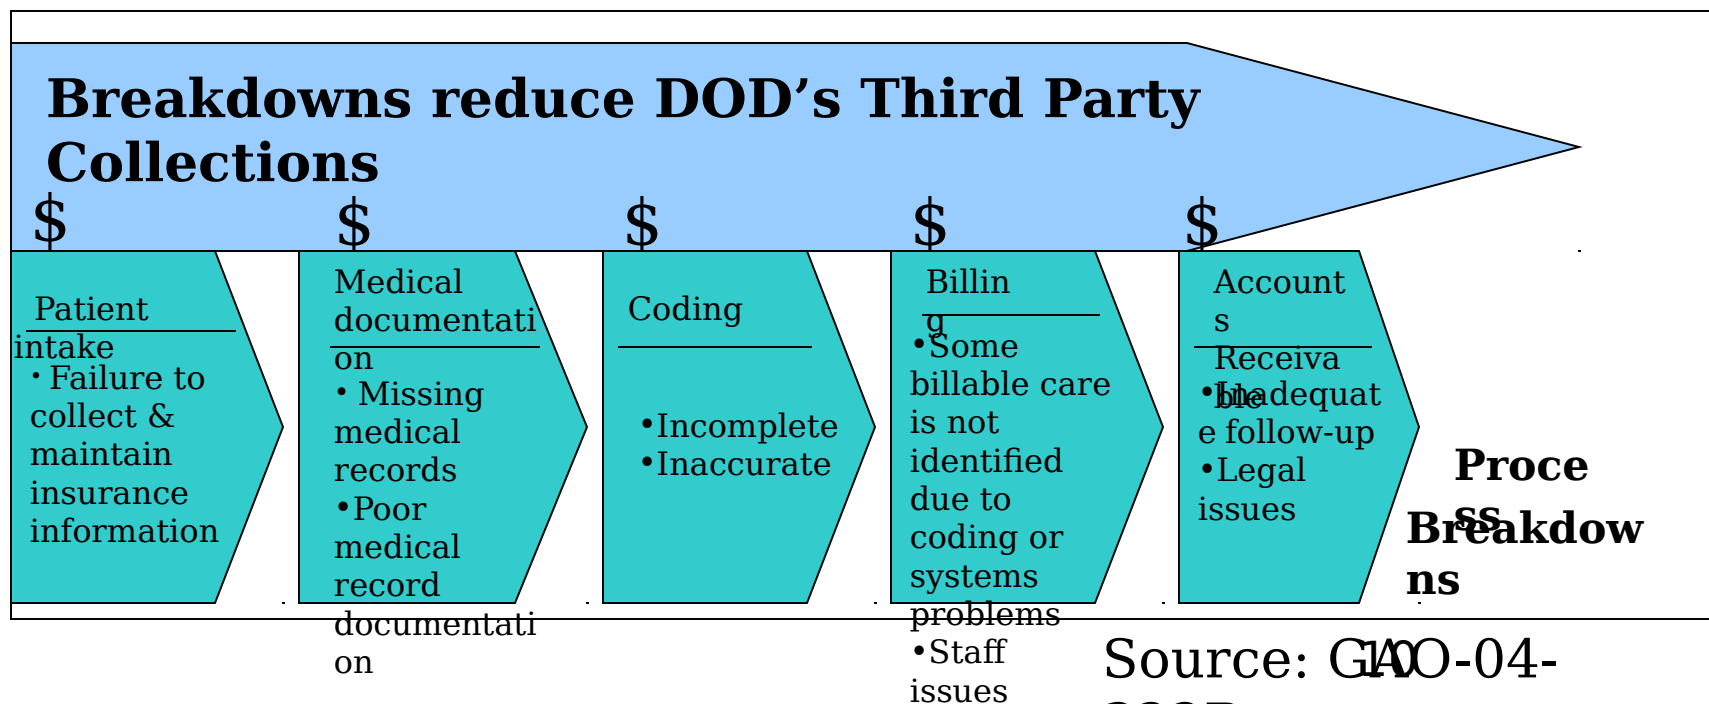 Breakdowns reduce DOD’s Third Party
Collections
$ $ $ $ $
Patient
intake
• Failure to
collect &
maintain
insurance
information
Medical
documentati
on
• Missing
medical
records
•Poor
medical
record
documentati
on
Coding
•Incomplete
•Inaccurate
Billin
g
•Some
billable care
is not
identified
due to
coding or
systems
problems
•Staff
issues
Account
s
Receiva
ble
•Inadequat
e follow-up
•Legal
issues
Proce
ss
Breakdow
ns
Source: GAO-04-
10